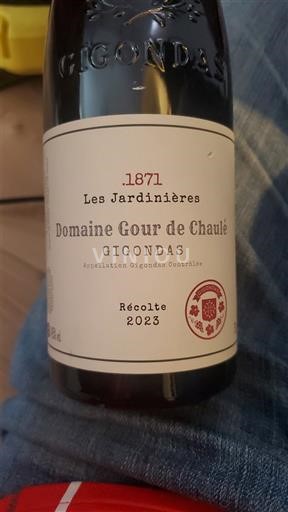 GIGONDAS
.1871
Les Jardinières
Domaine Gour de Chaulé
GIGONDAS
Appellation Gigondas Contrôlée
Récolte
2023